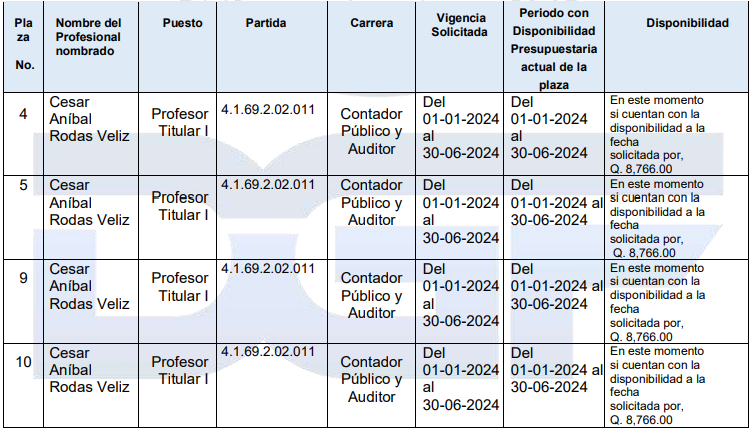 Pla
za
No.
Nombre del
Profesional
nombrado
Puesto
Partida
Carrera
Vigencia
Solicitada
Periodo con
Disponibilidad
Presupuestaria
actual de la
plaza
Disponibilidad
4
Cesar
Aníbal
Rodas Veliz
Profesor
Titular I
4.1.69.2.02.011
Contador
Público y
Auditor
Del
01-01-2024
al
30-06-2024
Del
01-01-2024
al
30-06-2024
En este momento
si cuentan con la
disponibilidad a la
fecha
solicitada por,
Q. 8,766.00
5
Cesar
Aníbal
Rodas Veliz
Profesor
Titular I
4.1.69.2.02.011
Contador
Público y
Auditor
Del
01-01-2024
al
30-06-2024
Del
01-01-2024 al
30-06-2024
En este momento
si cuentan con la
disponibilidad a la
fecha
solicitada por,
Q. 8,766.00
9
Cesar
Aníbal
Rodas Veliz
Profesor
Titular I
4.1.69.2.02.011
Contador
Público y
Auditor
Del
01-01-2024
al
30-06-2024
Del
01-01-2024 al
30-06-2024
En este momento
si cuentan con la
disponibilidad a la
fecha
solicitada por,
Q. 8,766.00
10
Cesar
Aníbal
Rodas Veliz
Profesor
Titular I
4.1.69.2.02.011
Contador
Público y
Auditor
Del
01-01-2024
al
30-06-2024
Del
01-01-2024 al
30-06-2024
En este momento
si cuentan con la
disponibilidad a la
fecha
solicitada por,
Q. 8,766.00